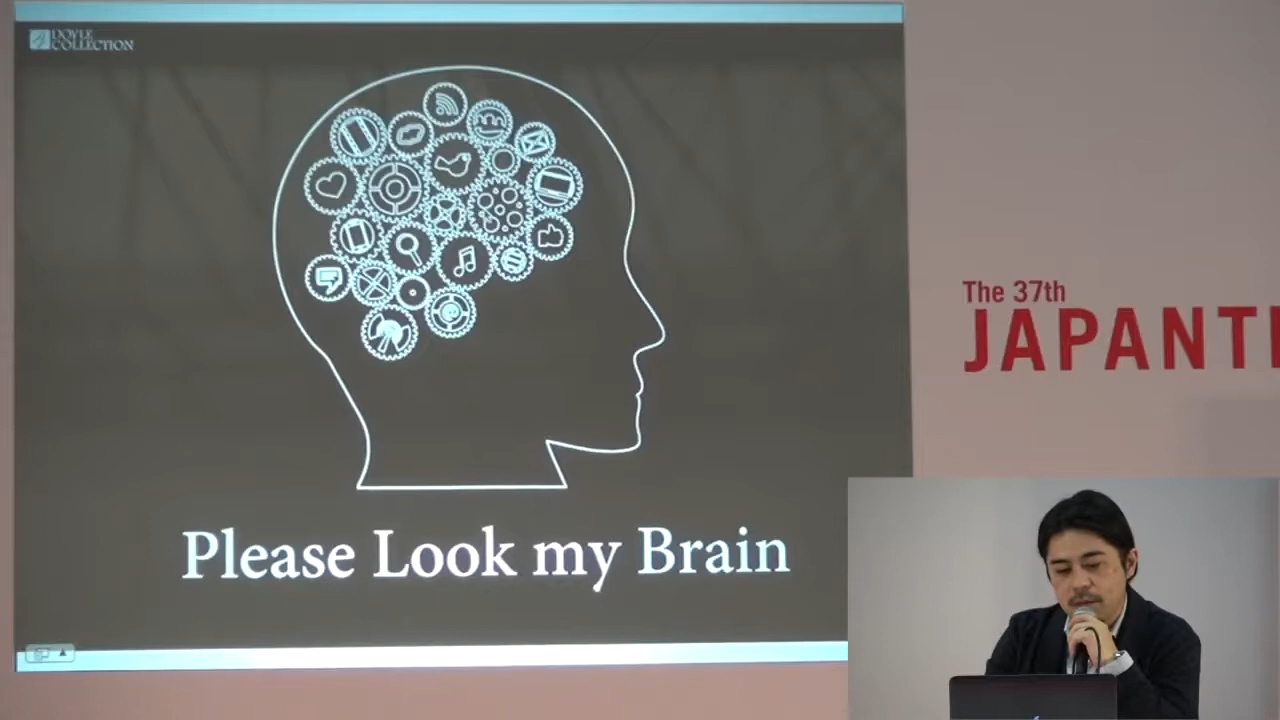 DOYLE
COLLECTION
Please Look my Brain
The 37th
JAPANT